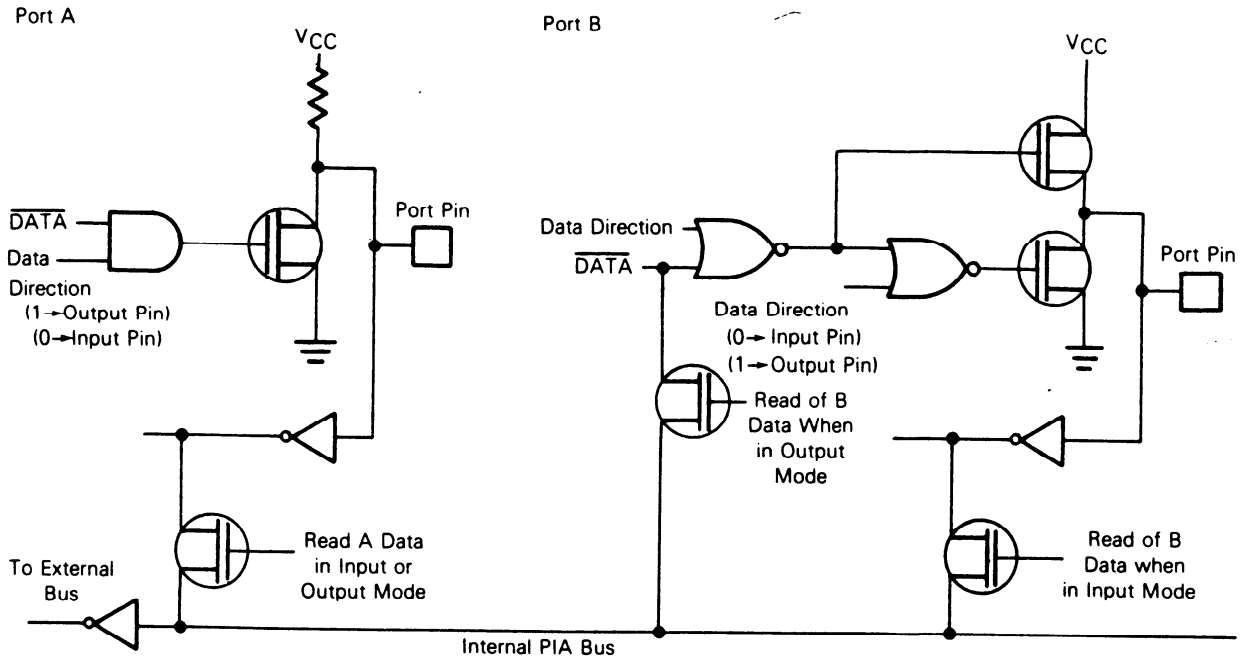 Port A
VCC
DATA
Data
Direction
(1→Output Pin)
(0→Input Pin)
Port Pin
Read A Data
in Input or
Output Mode
To External
Bus
Internal PIA Bus
Port B
VCC
Data Direction
DATA
Port Pin
Data Direction
(0→ Input Pin)
(1→ Output Pin)
Read of B
Data When
in Output
Mode
Read of B
Data when
in Input Mode